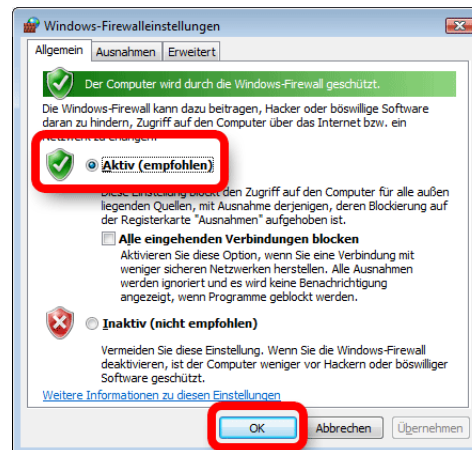 Windows-Firewalleinstellungen
Allgemein Ausnahmen Erweitert
Der Computer wird durch die Windows-Firewall geschützt.
Die Windows-Firewall kann dazu beitragen, Hacker oder böswillige Software
daran zu hindern, Zugriff auf den Computer über das Internet bzw. ein
Netzwerk zu erlangen.
Aktiv (empfohlen)
Diese Einstellung blockt den Zugriff auf den Computer für alle außen
liegenden Quellen, mit Ausnahme derjenigen, deren Blockierung auf
der Registerkarte "Ausnahmen" aufgehoben ist.
Alle eingehenden Verbindungen blocken
Aktivieren Sie diese Option, wenn Sie eine Verbindung mit
weniger sicheren Netzwerken herstellen. Alle Ausnahmen
werden ignoriert und es wird keine Benachrichtigung
angezeigt, wenn Programme geblockt werden.
Inaktiv (nicht empfohlen)
Vermeiden Sie diese Einstellung. Wenn Sie die Windows-Firewall
deaktivieren, ist der Computer weniger vor Hackern oder böswilliger
Software geschützt.
Weitere Informationen zu diesen Einstellungen
OK Abbrechen Übernehmen